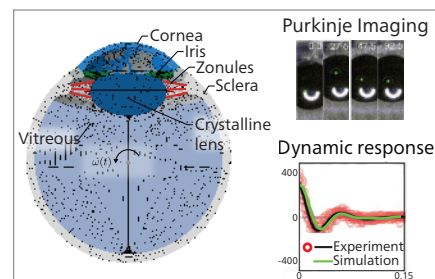 Purkinje Imaging
Cornea
Iris
Zonules
Sclera
Crystalline
lens
Vitreous
ω(t)
Dynamic response
400
0
-400
Experiment
Simulation
0
0.15